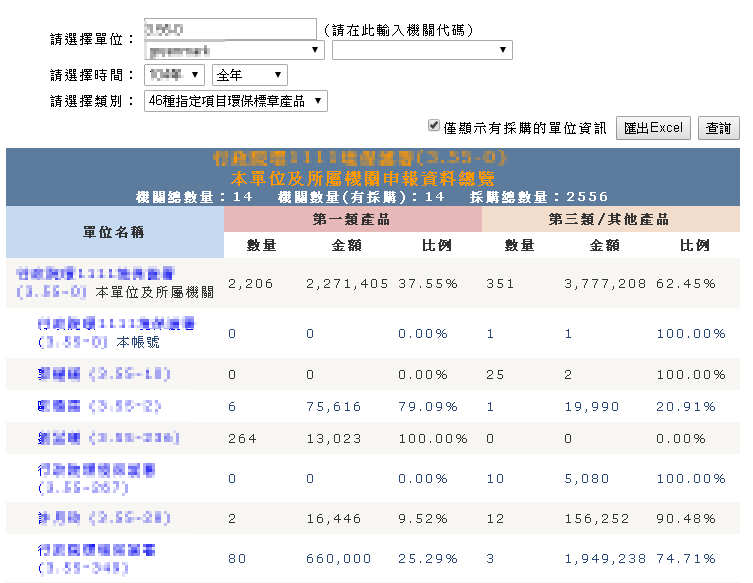 請選擇單位：
(請在此輸入機關代碼)
請選擇時間：
全年
請選擇類別：46種指定項目環保標章產品
僅顯示有採購的單位資訊 匯出Excel 查詢
本單位及所屬機關申報資料總覽
機關總數量：14 機關數量(有採購)：14 採購總數量：2556
單位名稱 第一類產品 第三類/其他產品
數量 金額 比例 數量 金額 比例
本單位及所屬機關 2,206 2,271,405 37.55% 351 3,777,208 62.45%
本帳號 0 0 0.00% 1 1 100.00%
0 0 0.00% 25 2 100.00%
6 75,616 79.09% 1 19,990 20.91%
264 13,023 100.00% 0 0 0.00%
0 0 0.00% 10 5,080 100.00%
2 16,446 9.52% 12 156,252 90.48%
80 660,000 25.29% 3 1,949,238 74.71%